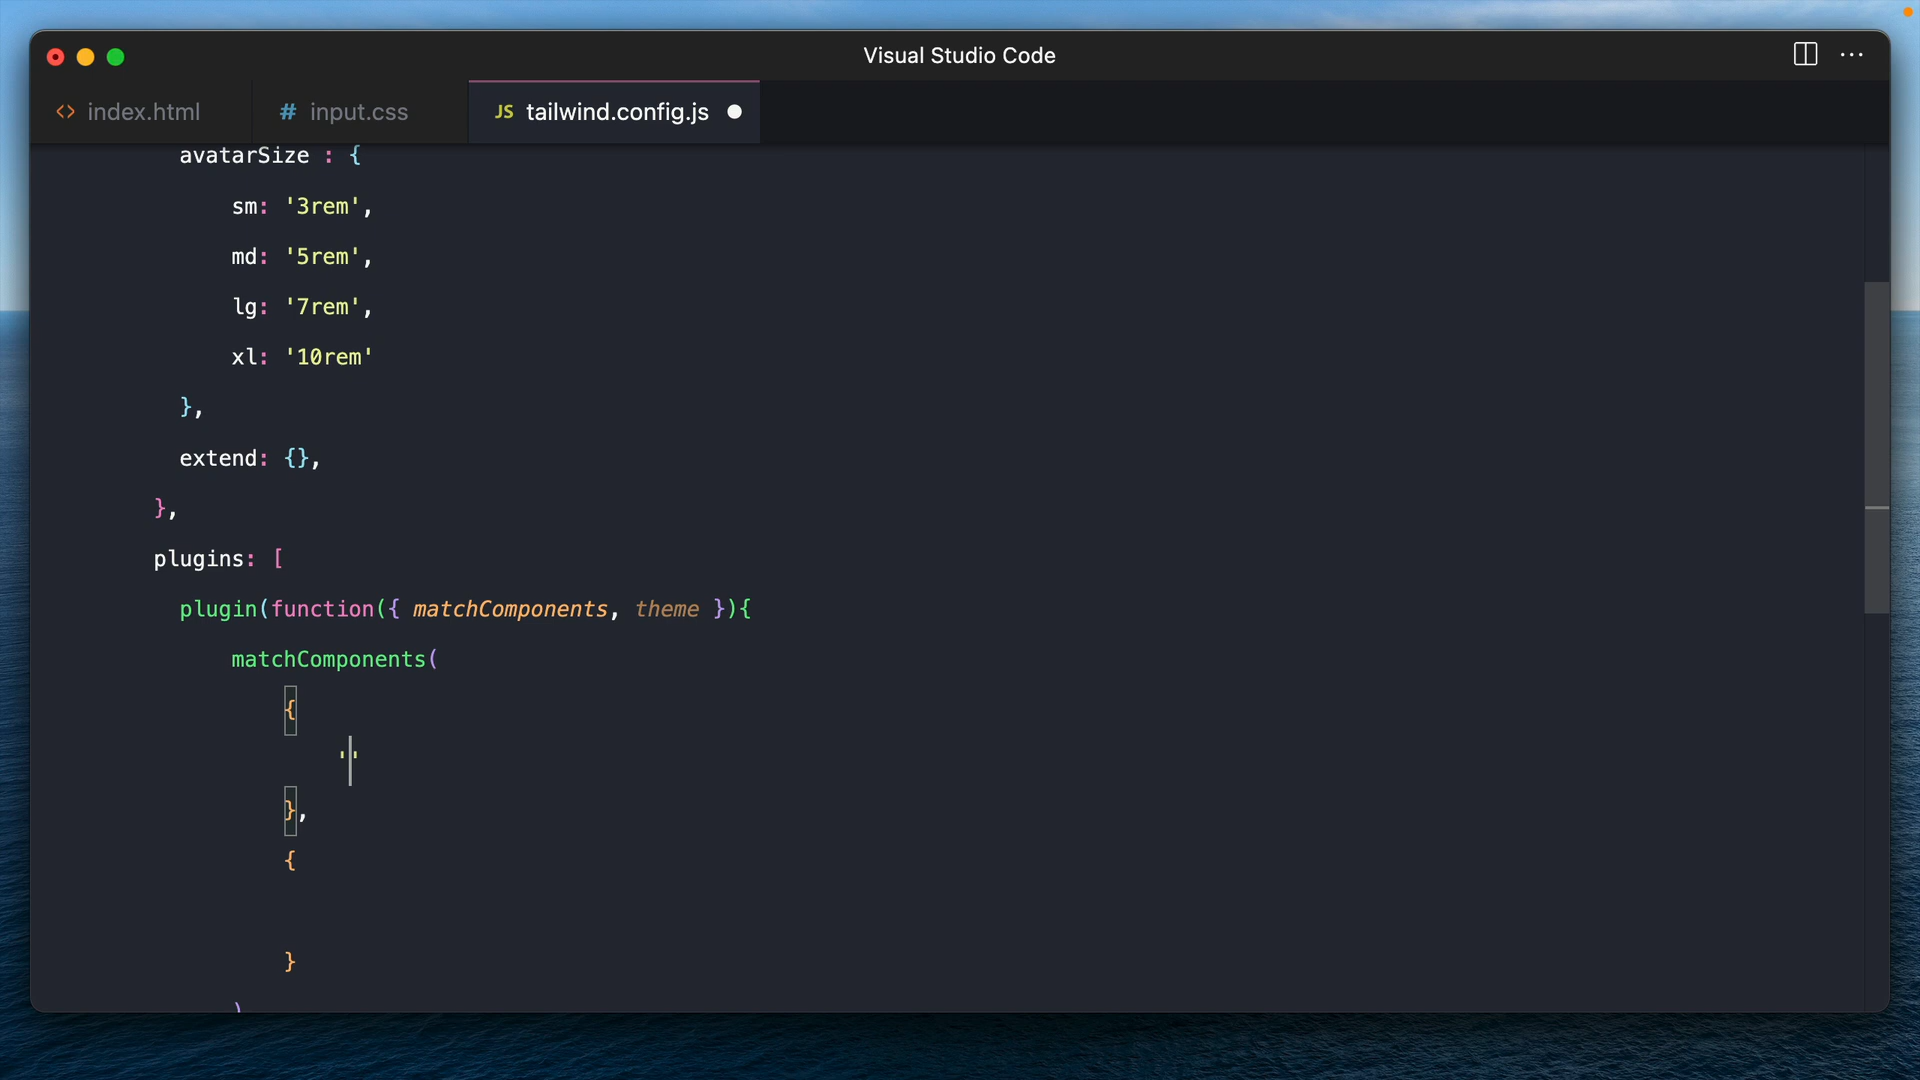 Visual Studio Code
<> index.html
# input.css
JS tailwind.config.js
avatarSize : {
sm: '3rem',
md: '5rem',
lg: '7rem',
xl: '10rem'
},
extend: {},
},
plugins: [
plugin(function({ matchComponents, theme }){
matchComponents(
{
''
},
{
}
)